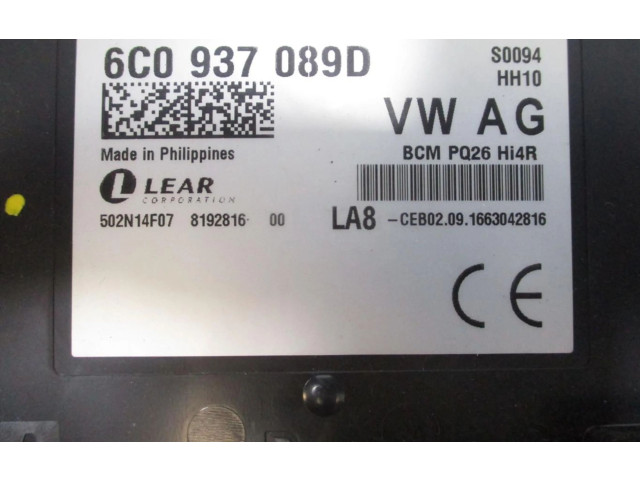 6C0 937 089D
S0094
HH10
VW AG
Made in Philippines
BCM PQ26 Hi4R
LEAR
CORPORATION
502N14F07 8192816 00
LA8 -CEB02.09.1663042816
CE